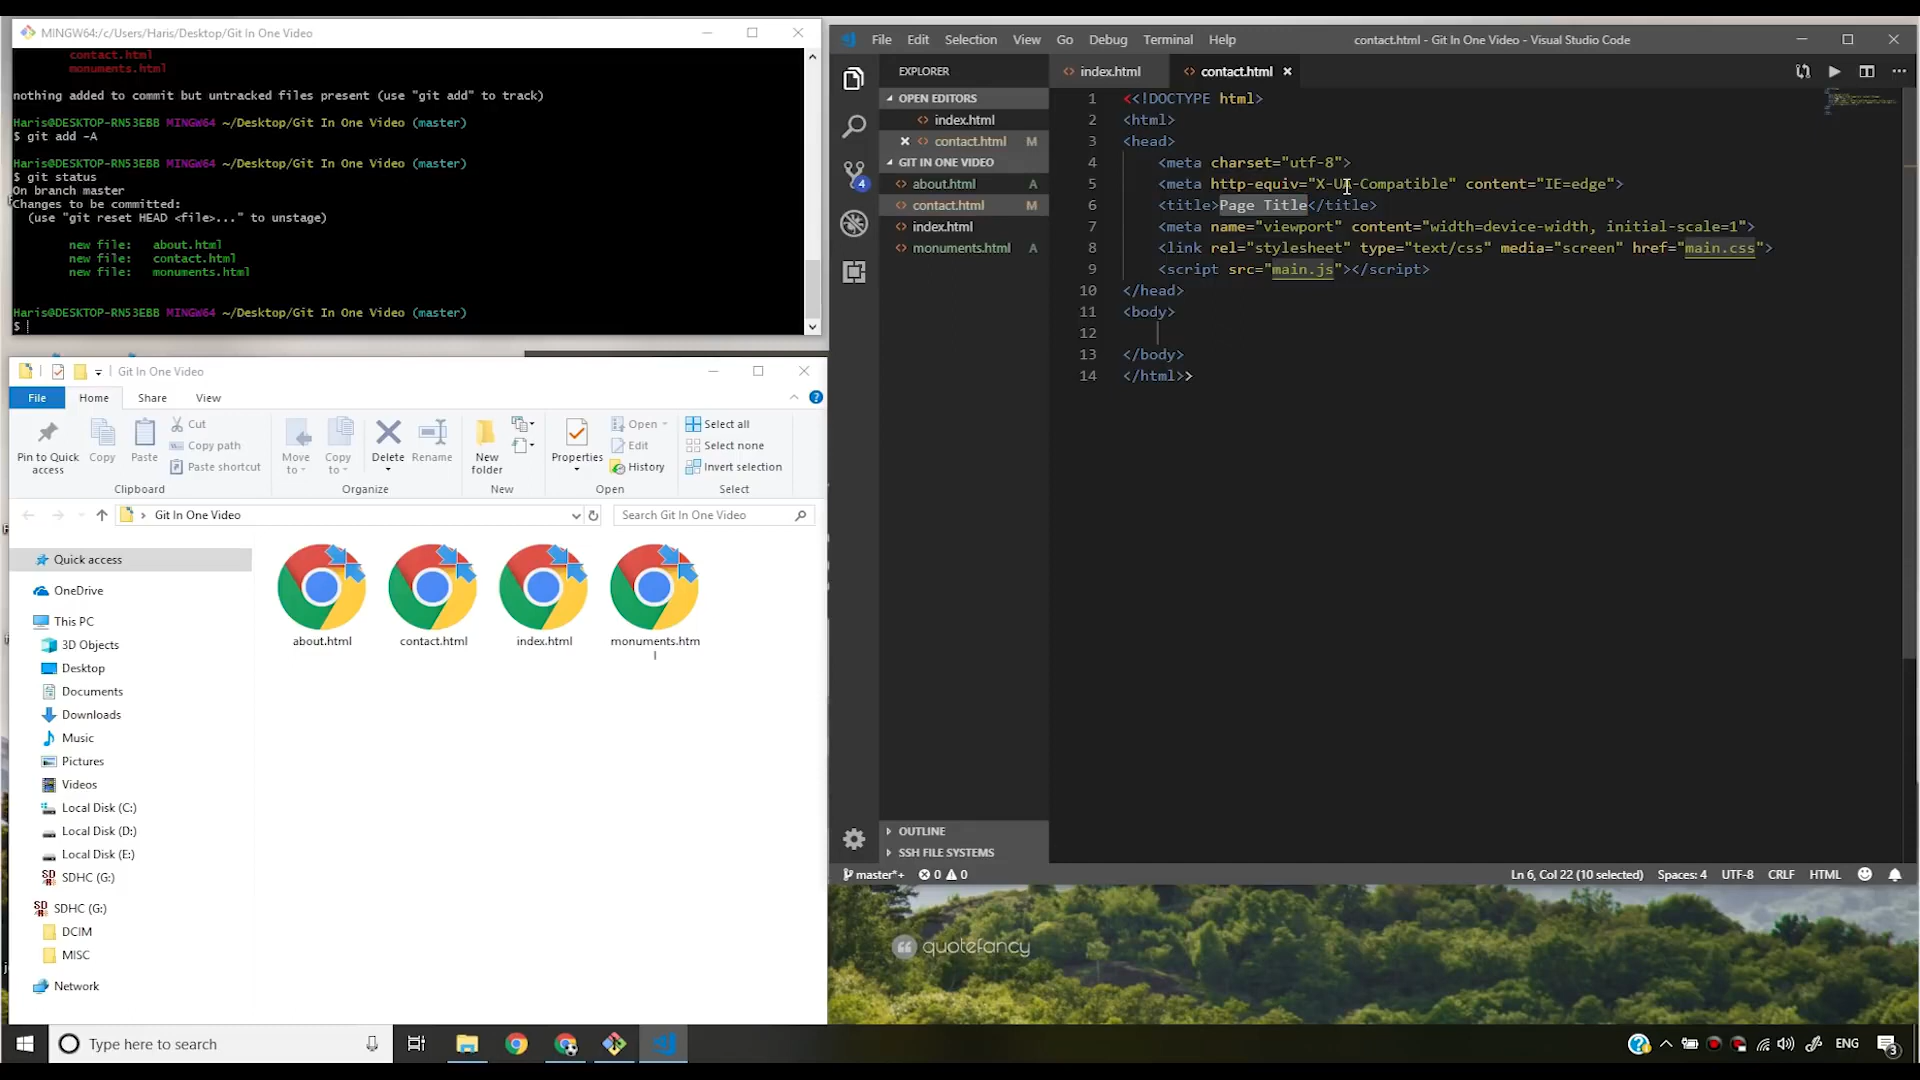 MINGW64:/c/Users/Haris/Desktop/Git In One Video
contact.html
monuments.html
nothing added to commit but untracked files present (use "git add" to track)
Haris@DESKTOP-RN53EBB MINGW64 ~/Desktop/Git In One Video (master)
$ git add -A
Haris@DESKTOP-RN53EBB MINGW64 ~/Desktop/Git In One Video (master)
$ git status
On branch master
Changes to be committed:
(use "git reset HEAD <file>..." to unstage)
new file: about.html
new file: contact.html
new file: monuments.html
Haris@DESKTOP-RN53EBB MINGW64 ~/Desktop/Git In One Video (master)
$
Git In One Video
File Home Share View
Pin to Quick access
Copy
Paste
Cut
Copy path
Paste shortcut
Clipboard
Move to
Copy to
Delete
Rename
Organize
New folder
New
Properties
Open
Edit
History
Open
Select all
Select none
Invert selection
Select
Git In One Video
Search Git In One Video
Quick access
OneDrive
This PC
3D Objects
Desktop
Documents
Downloads
Music
Pictures
Videos
Local Disk (C:)
Local Disk (D:)
Local Disk (E:)
SDHC (G:)
SDHC (G:)
DCIM
MISC
Network
about.html
contact.html
index.html
monuments.htm
l
File Edit Selection View Go Debug Terminal Help
contact.html - Git In One Video - Visual Studio Code
EXPLORER
OPEN EDITORS
index.html
contact.html M
GIT IN ONE VIDEO
4
about.html A
contact.html M
index.html
monuments.html A
OUTLINE
SSH FILE SYSTEMS
index.html
contact.html
1 <<!DOCTYPE html>
2 <html>
3 <head>
4 <meta charset="utf-8">
5 <meta http-equiv="X-UA-Compatible" content="IE=edge">
6 <title>Page Title</title>
7 <meta name="viewport" content="width=device-width, initial-scale=1">
8 <link rel="stylesheet" type="text/css" media="screen" href="main.css">
9 <script src="main.js"></script>
10 </head>
11 <body>
12
13 </body>
14 </html>>
master*+ 0 0
Ln 6, Col 22 (10 selected) Spaces: 4 UTF-8 CRLF HTML
quotefancy
Type here to search
ENG
3